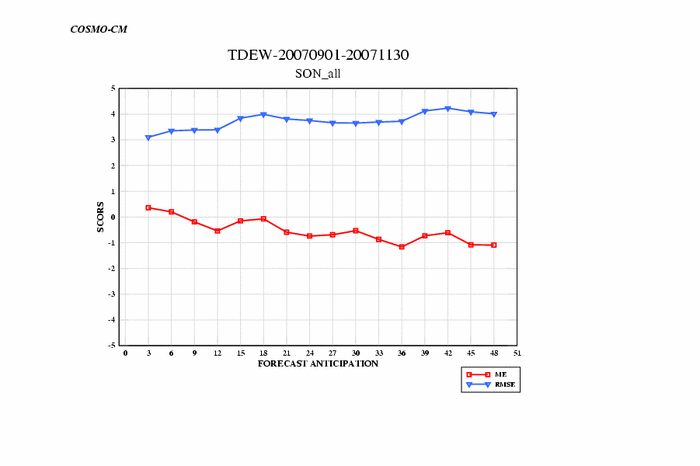 COSMO-CM
TDEW-20070901-20071130
SON_all
5
4
3
2
1
0
-1
-2
-3
-4
-5
SCORS
0 3 6 9 12 15 18 21 24 27 30 33 36 39 42 45 48 51
FORECAST ANTICIPATION
ME
RMSE